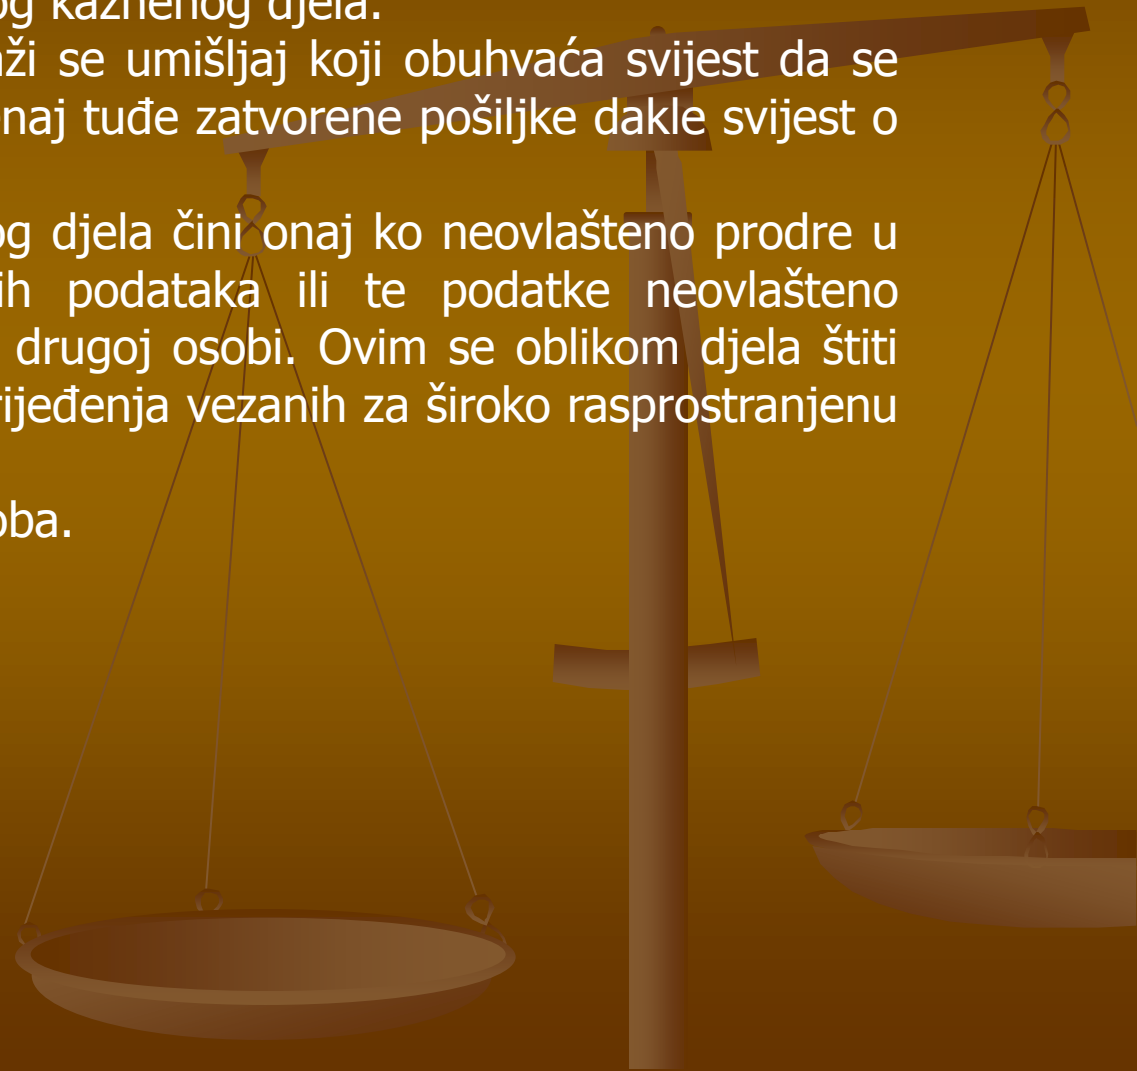 og kaznenog djela.
aži se umišljaj koji obuhvaća svijest da se
enaj tuđe zatvorene pošiljke dakle svijest o
og djela čini onaj ko neovlašteno prodre u
ih podataka ili te podatke neovlašteno
drugoj osobi. Ovim se oblikom djela štiti
rijeđenja vezanih za široko rasprostranjenu
oba.